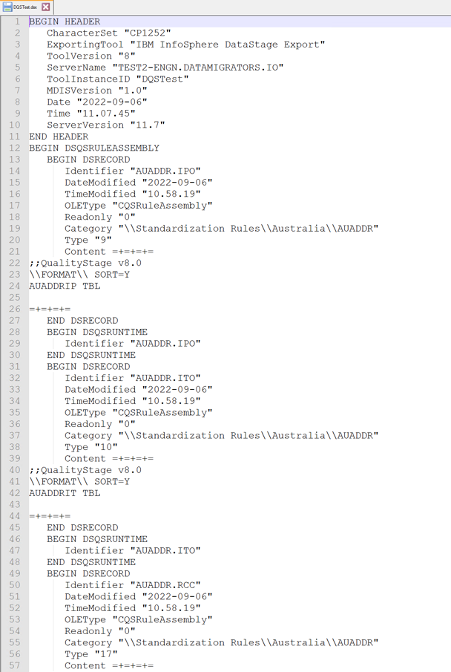 DQSTest.dsx
1 BEGIN HEADER
2 CharacterSet "CP1252"
3 ExportingTool "IBM InfoSphere DataStage Export"
4 ToolVersion "8"
5 ServerName "TEST2-ENGN.DATAMIGRATORS.IO"
6 ToolInstanceID "DQSTest"
7 MDISVersion "1.0"
8 Date "2022-09-06"
9 Time "11.07.45"
10 ServerVersion "11.7"
11 END HEADER
12 BEGIN DSQSRULEASSEMBLY
13 BEGIN DSRECORD
14 Identifier "AUADDR.IPO"
15 DateModified "2022-09-06"
16 TimeModified "10.58.19"
17 OLEType "CQSRuleAssembly"
18 Readonly "0"
19 Category "\\Standardization Rules\\Australia\\AUADDR"
20 Type "9"
21 Content =+=+=+=
22 ;;QualityStage v8.0
23 \\FORMAT\\ SORT=Y
24 AUADDRIP TBL
25
26 =+=+=+=
27 END DSRECORD
28 BEGIN DSQSRUNTIME
29 Identifier "AUADDR.IPO"
30 END DSQSRUNTIME
31 BEGIN DSRECORD
32 Identifier "AUADDR.ITO"
33 DateModified "2022-09-06"
34 TimeModified "10.58.19"
35 OLEType "CQSRuleAssembly"
36 Readonly "0"
37 Category "\\Standardization Rules\\Australia\\AUADDR"
38 Type "10"
39 Content =+=+=+=
40 ;;QualityStage v8.0
41 \\FORMAT\\ SORT=Y
42 AUADDRIT TBL
43
44 =+=+=+=
45 END DSRECORD
46 BEGIN DSQSRUNTIME
47 Identifier "AUADDR.ITO"
48 END DSQSRUNTIME
49 BEGIN DSRECORD
50 Identifier "AUADDR.RCC"
51 DateModified "2022-09-06"
52 TimeModified "10.58.19"
53 OLEType "CQSRuleAssembly"
54 Readonly "0"
55 Category "\\Standardization Rules\\Australia\\AUADDR"
56 Type "17"
57 Content =+=+=+=